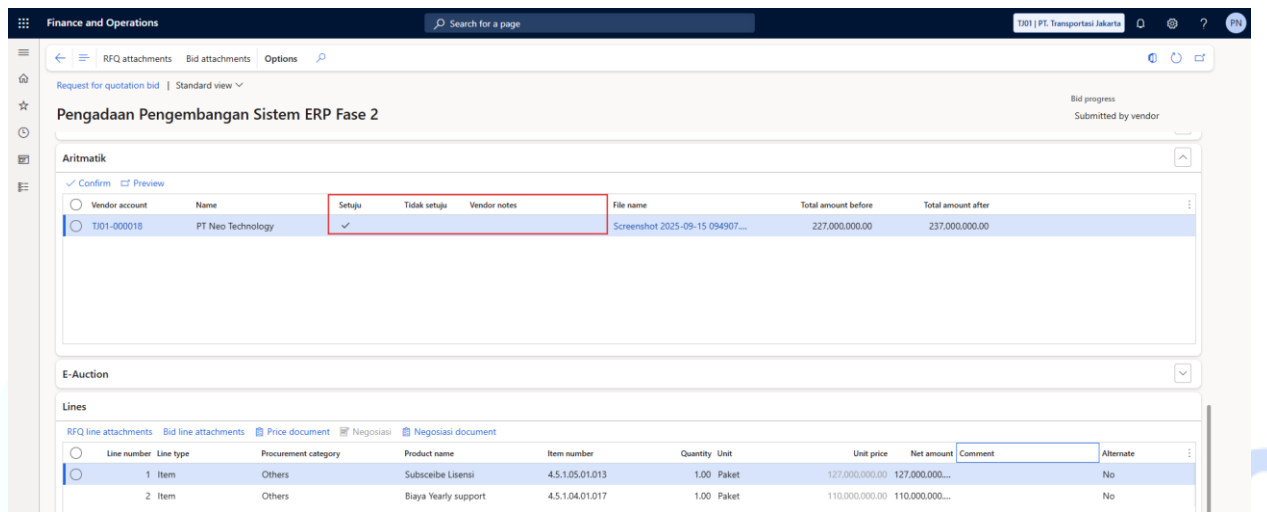 Finance and Operations
Search for a page
TJ01 | PT. Transportasi Jakarta
?
PN
RFQ attachments Bid attachments Options
Request for quotation bid | Standard view
Bid progress
Pengadaan Pengembangan Sistem ERP Fase 2
Submitted by vendor
Aritmatik
Confirm Preview
Vendor account Name Setuju Tidak setuju Vendor notes File name Total amount before Total amount after
TJ01-000018 PT Neo Technology Screenshot 2025-09-15 094907.... 227,000,000.00 237,000,000.00
E-Auction
Lines
RFQ line attachments Bid line attachments Price document Negosiasi Negosiasi document
Line number Line type Procurement category Product name Item number Quantity Unit Unit price Net amount Comment Alternate
1 Item Others Subsceibe Lisensi 4.5.1.05.01.013 1.00 Paket 127,000,000.00 127,000,000.... No
2 Item Others Biaya Yearly support 4.5.1.04.01.017 1.00 Paket 110,000,000.00 110,000,000.... No